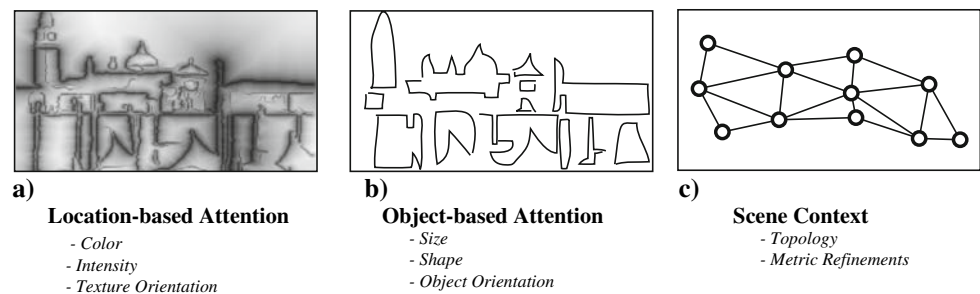 a)
Location-based Attention
- Color
- Intensity
- Texture Orientation
b)
Object-based Attention
- Size
- Shape
- Object Orientation
c)
Scene Context
- Topology
- Metric Refinements